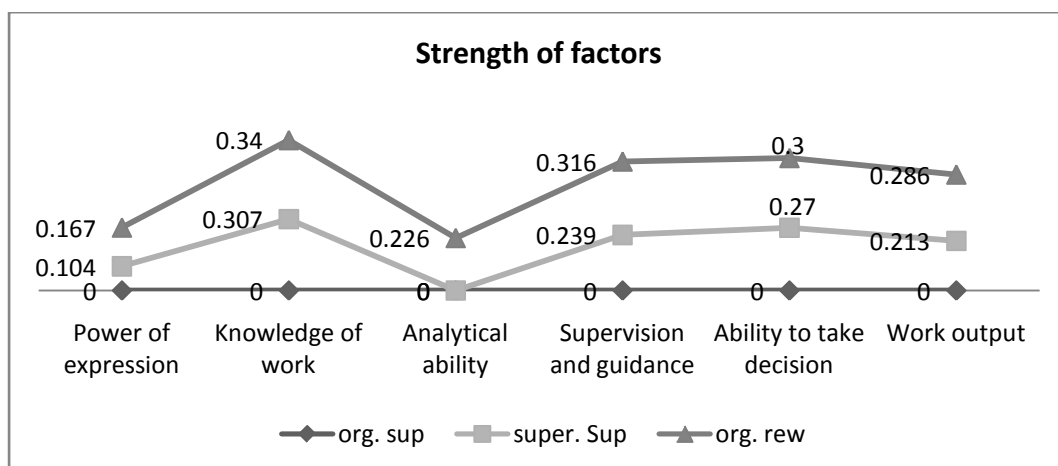 Strength of factors
0.34
0.3
0.316
0.286
0.167
0.307
0.226
0.239
0.27
0.213
0.104
0 0 0 0 0 0 0
Power of expression
Knowledge of work
Analytical ability
Supervision and guidance
Ability to take decision
Work output
org. sup super. Sup org. rew